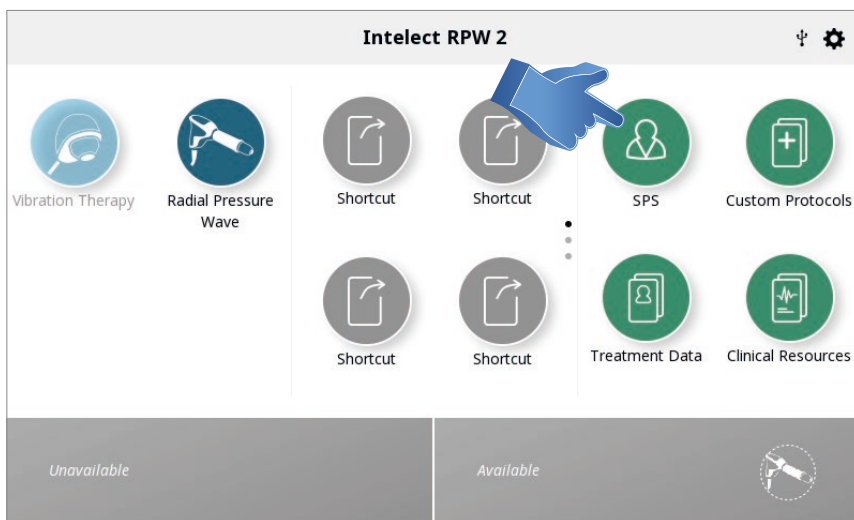 Intelect RPW 2
Vibration Therapy
Radial Pressure
Wave
Shortcut
Shortcut
SPS
Custom Protocols
Shortcut
Shortcut
Treatment Data
Clinical Resources
Unavailable
Available